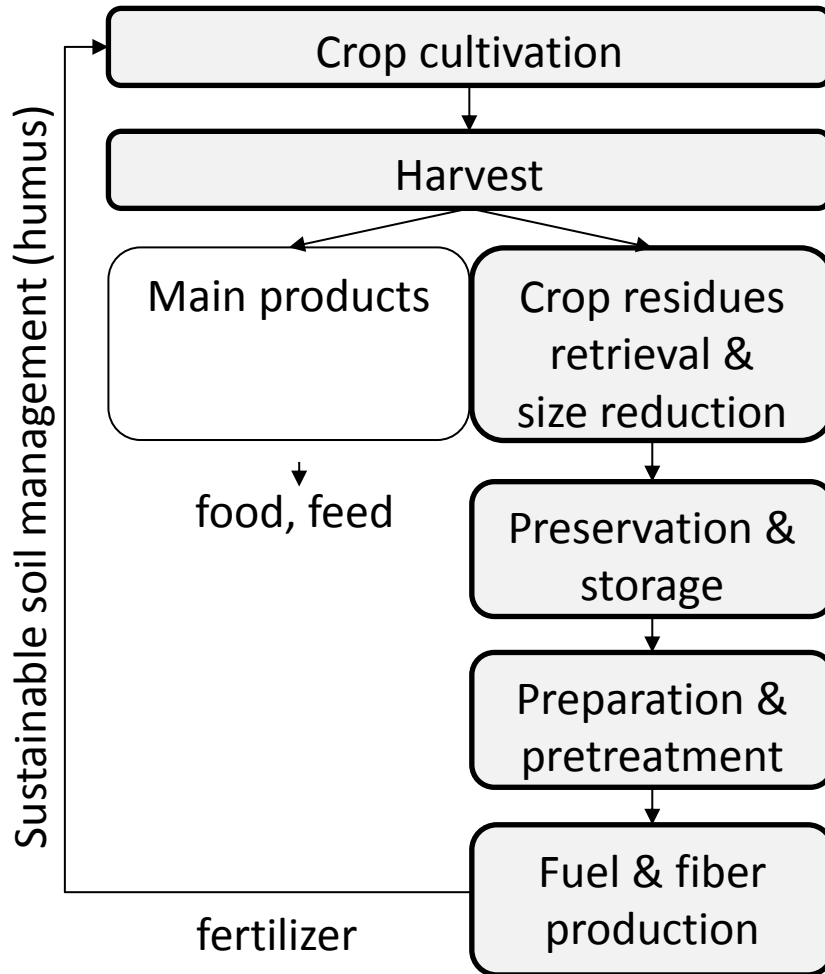 Crop cultivation
Harvest
Main products
Crop residues
retrieval &
size reduction
food, feed
Preservation &
storage
Preparation &
pretreatment
Fuel & fiber
production
fertilizer
Sustainable soil management (humus)